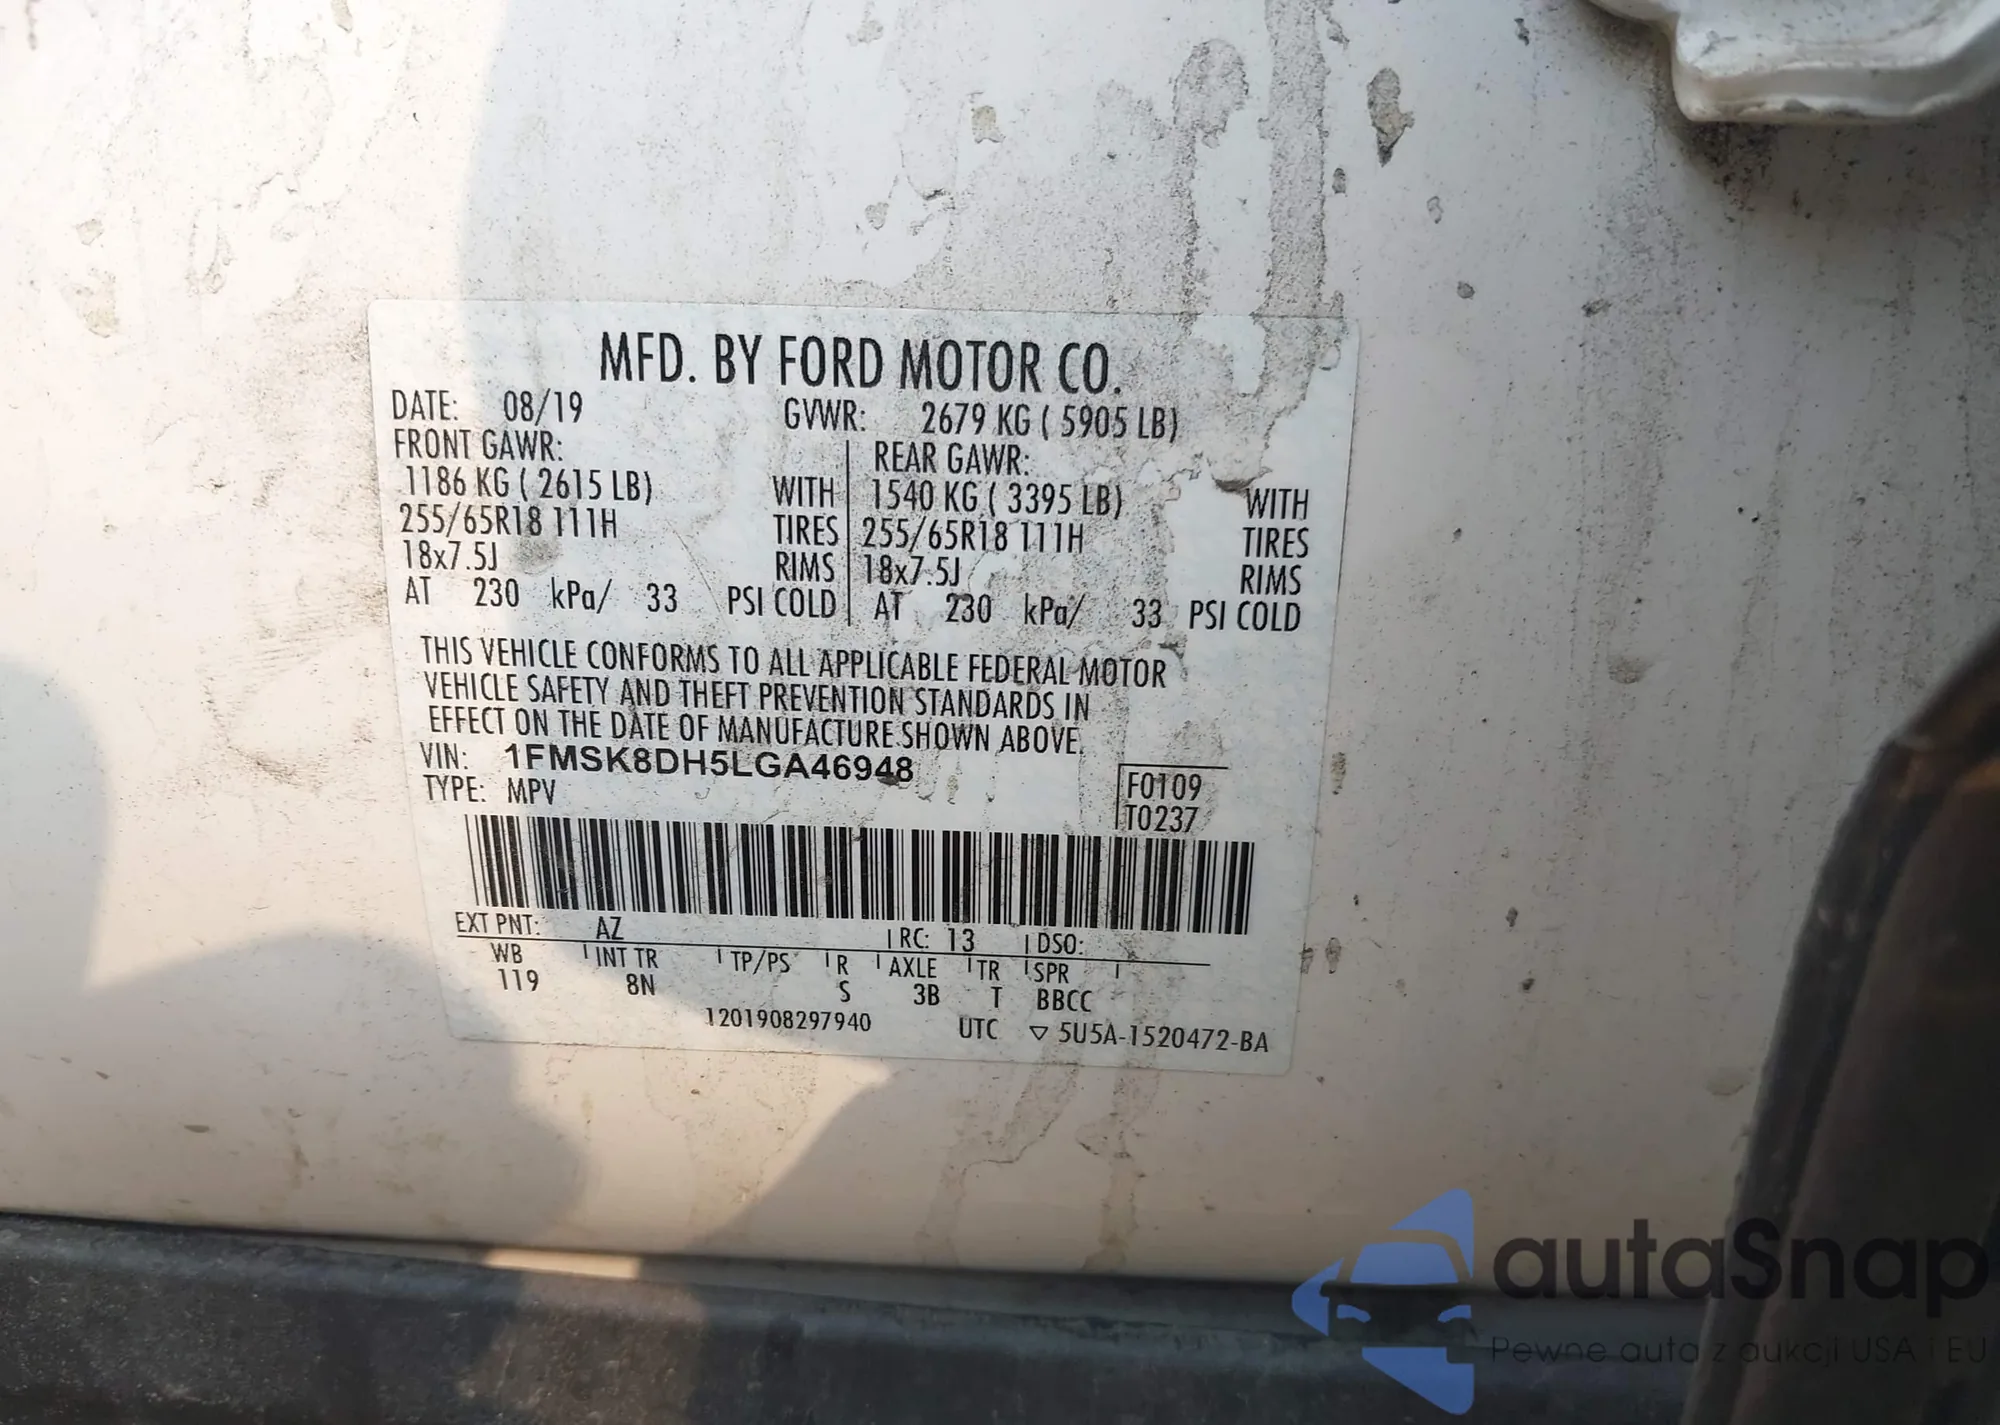 MFD. BY FORD MOTOR CO.
DATE: 08/19 GVWR: 2679 KG ( 5905 LB)
FRONT GAWR: REAR GAWR:
1186 KG ( 2615 LB) WITH 1540 KG ( 3395 LB) WITH
255/65R18 111H TIRES 255/65R18 111H TIRES
18x7.5J RIMS 18x7.5J RIMS
AT 230 kPa/ 33 PSI COLD AT 230 kPa/ 33 PSI COLD
THIS VEHICLE CONFORMS TO ALL APPLICABLE FEDERAL MOTOR
VEHICLE SAFETY AND THEFT PREVENTION STANDARDS IN
EFFECT ON THE DATE OF MANUFACTURE SHOWN ABOVE.
VIN: 1FMSK8DH5LGA46948
TYPE: MPV
F0109
T0237
EXT PNT: AZ RC: 13 DSO:
WB INT TR TP/PS R AXLE TR SPR
119 8N S 3B T BBCC
1201908297940 UTC ▽ 5U5A-1520472-BA
autaSnap
Pewne auta z aukcji USA i EU